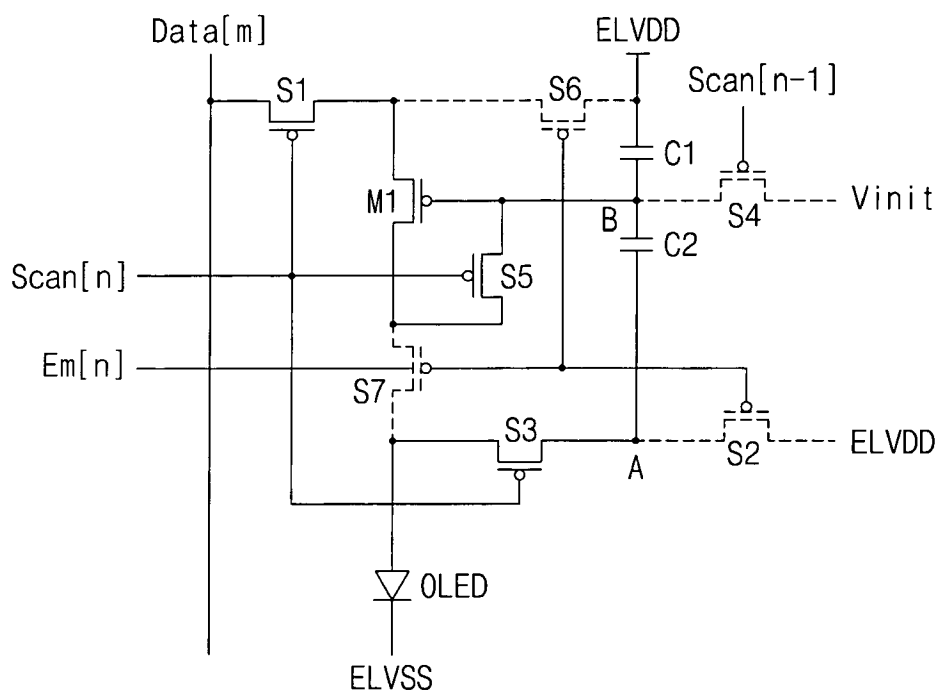 Data[m]
ELVDD
S1
S6
Scan[n-1]
C1
M1
B
S4
Vinit
C2
Scan[n]
S5
Em[n]
S7
S3
A
S2
ELVDD
OLED
ELVSS